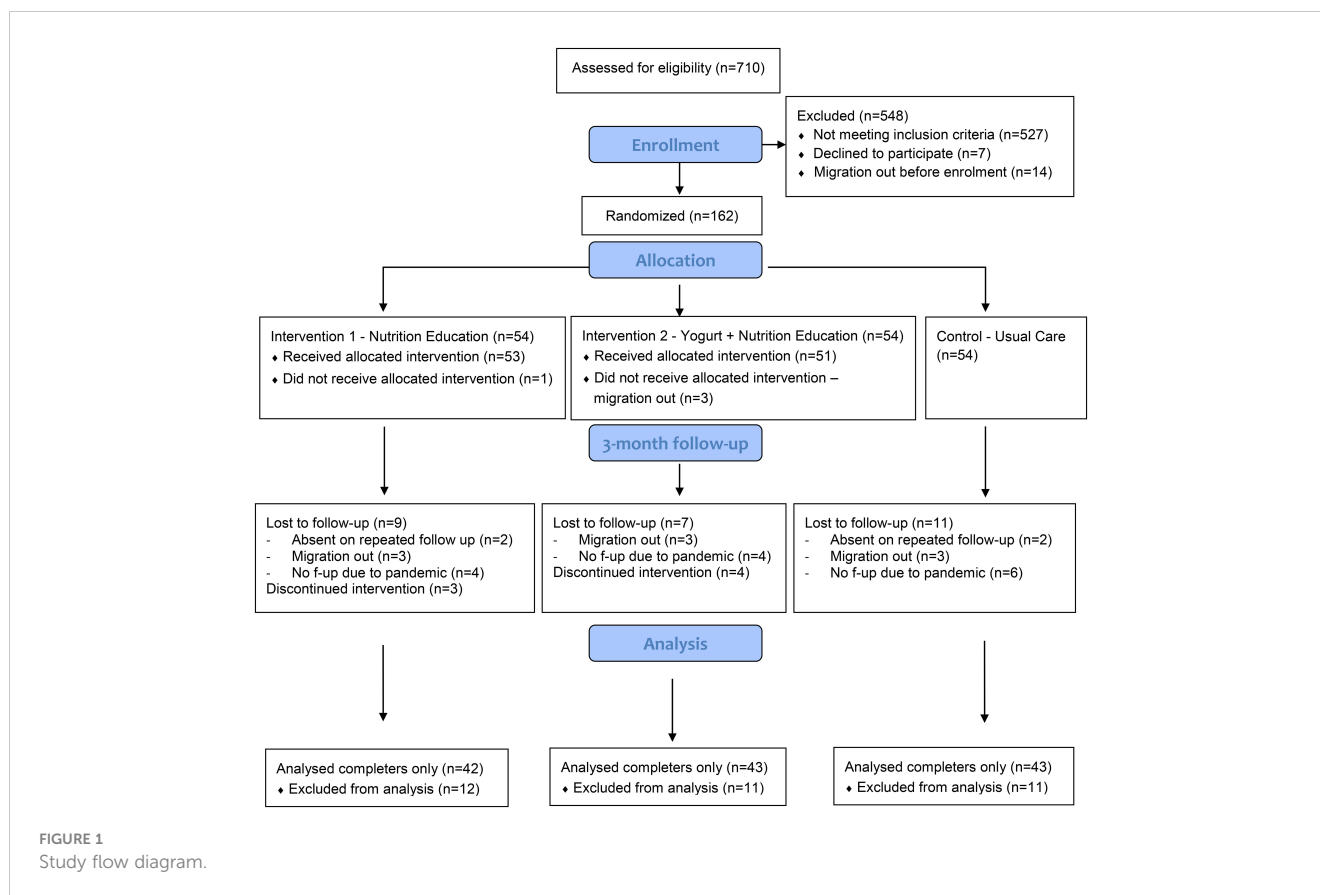 Assessed for eligibility (n=710)
Excluded (n=548)
♦ Not meeting inclusion criteria (n=527)
♦ Declined to participate (n=7)
♦ Migration out before enrolment (n=14)
Enrollment
Randomized (n=162)
Allocation
Intervention 1 - Nutrition Education (n=54)
♦ Received allocated intervention (n=53)
♦ Did not receive allocated intervention (n=1)
Intervention 2 - Yogurt + Nutrition Education (n=54)
♦ Received allocated intervention (n=51)
♦ Did not receive allocated intervention –
migration out (n=3)
Control - Usual Care
(n=54)
3-month follow-up
Lost to follow-up (n=9)
- Absent on repeated follow up (n=2)
- Migration out (n=3)
- No f-up due to pandemic (n=4)
Discontinued intervention (n=3)
Lost to follow-up (n=7)
- Migration out (n=3)
- No f-up due to pandemic (n=4)
Discontinued intervention (n=4)
Lost to follow-up (n=11)
- Absent on repeated follow-up (n=2)
- Migration out (n=3)
- No f-up due to pandemic (n=6)
Analysis
Analysed completers only (n=42)
♦ Excluded from analysis (n=12)
Analysed completers only (n=43)
♦ Excluded from analysis (n=11)
Analysed completers only (n=43)
♦ Excluded from analysis (n=11)
FIGURE 1
Study flow diagram.